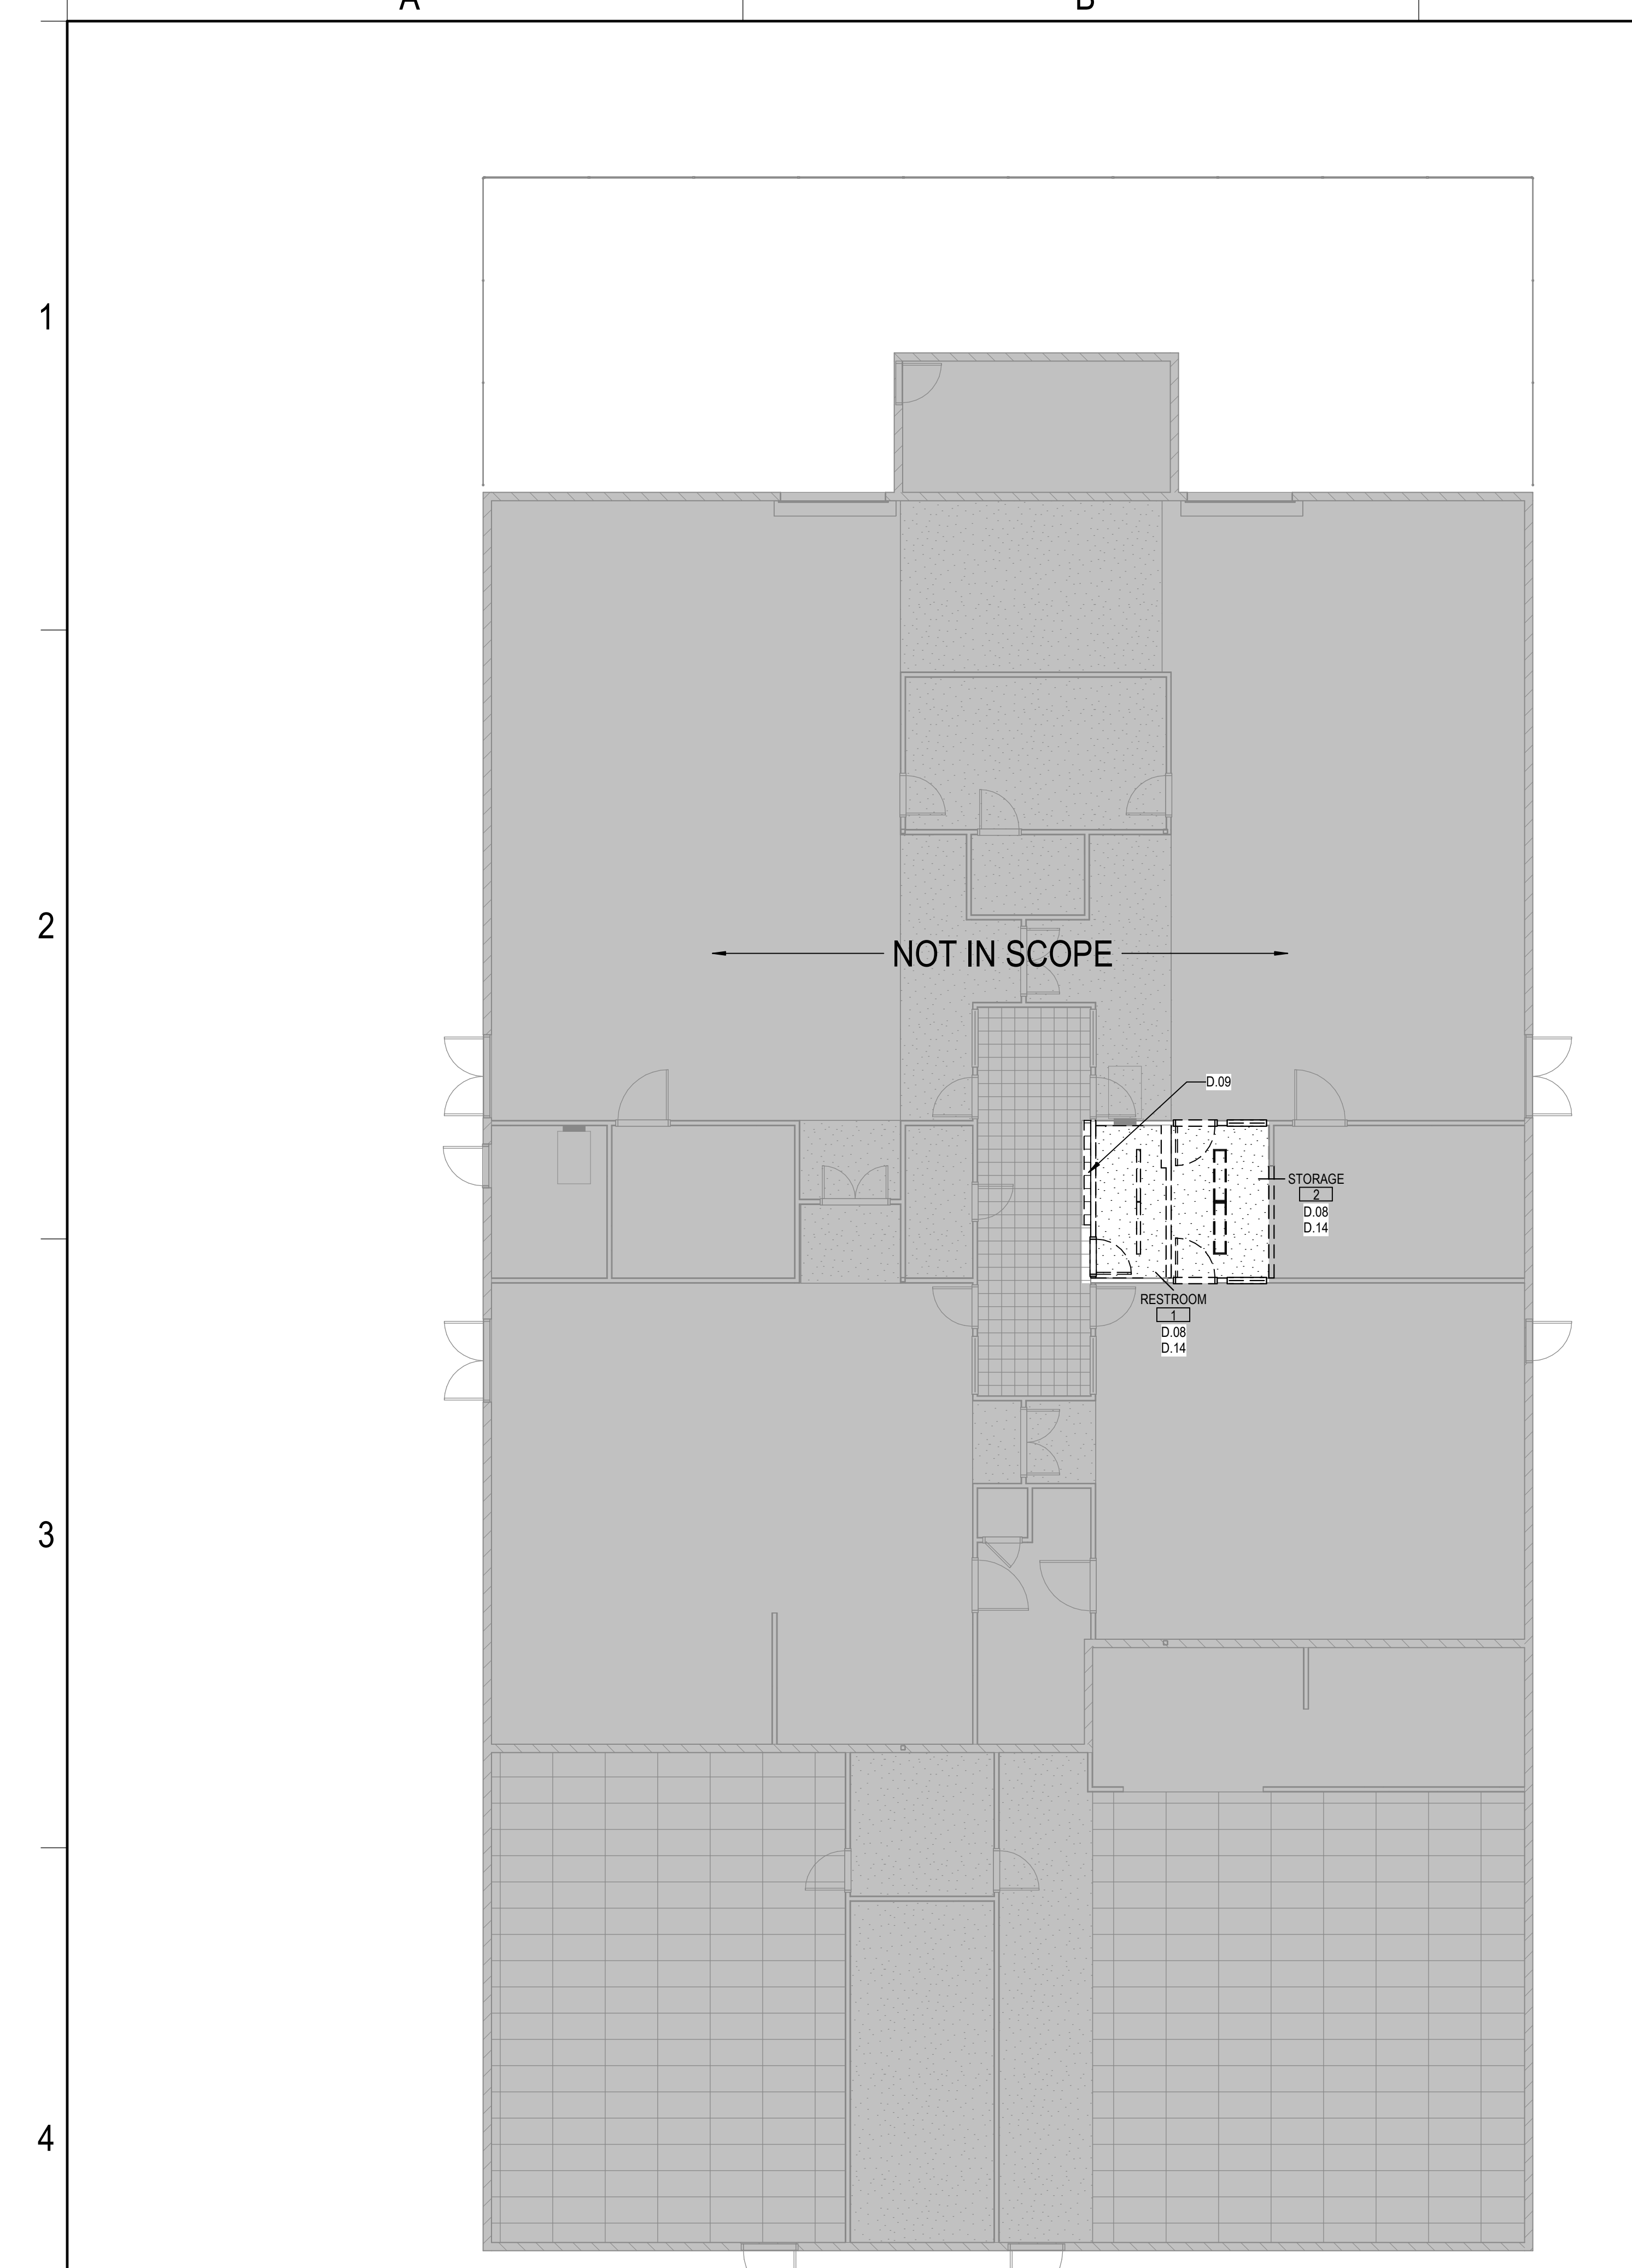 A
B
1
2
NOT IN SCOPE
D.09
STORAGE
2
D.08
D.14
RESTROOM
1
D.08
D.14
3
4